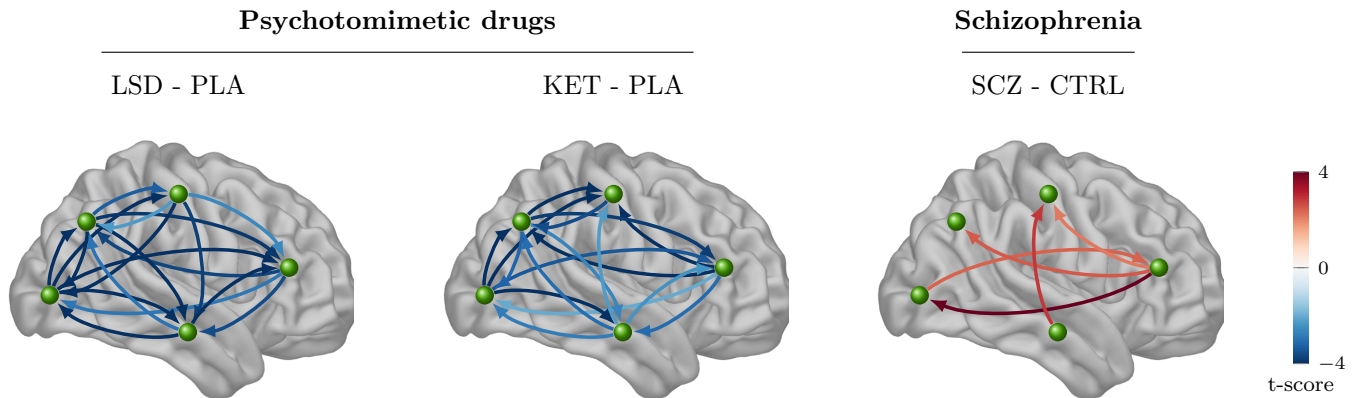 Psychotomimetic drugs
Schizophrenia
LSD - PLA
KET - PLA
SCZ - CTRL
4
0
−4
t-score